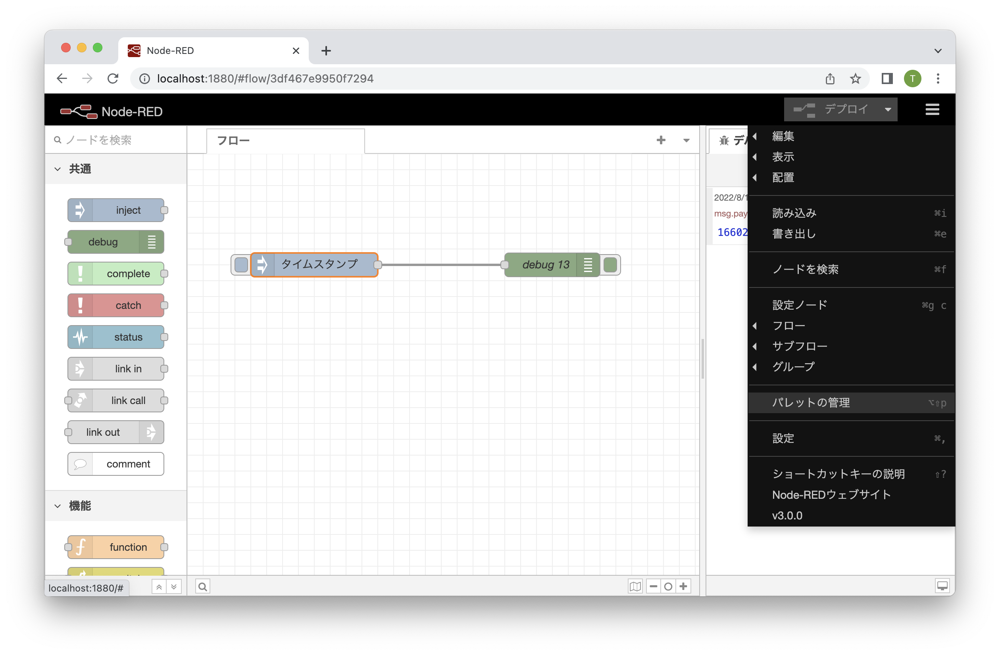 Node-RED
localhost:1880/#flow/3df467e9950f7294
T
Node-RED
デプロイ
ノードを検索
共通
inject
debug
complete
catch
status
link in
link call
link out
comment
機能
function
localhost:1880/#
フロー
タイムスタンプ
debug 13
2022/8/1
msg.pay
16602
編集
表示
配置
読み込み ⌘i
書き出し ⌘e
ノードを検索 ⌘f
設定ノード ⌘g c
フロー
サブフロー
グループ
パレットの管理 ⌥⇧p
設定 ⌘,
ショートカットキーの説明 ⇧?
Node-REDウェブサイト
v3.0.0